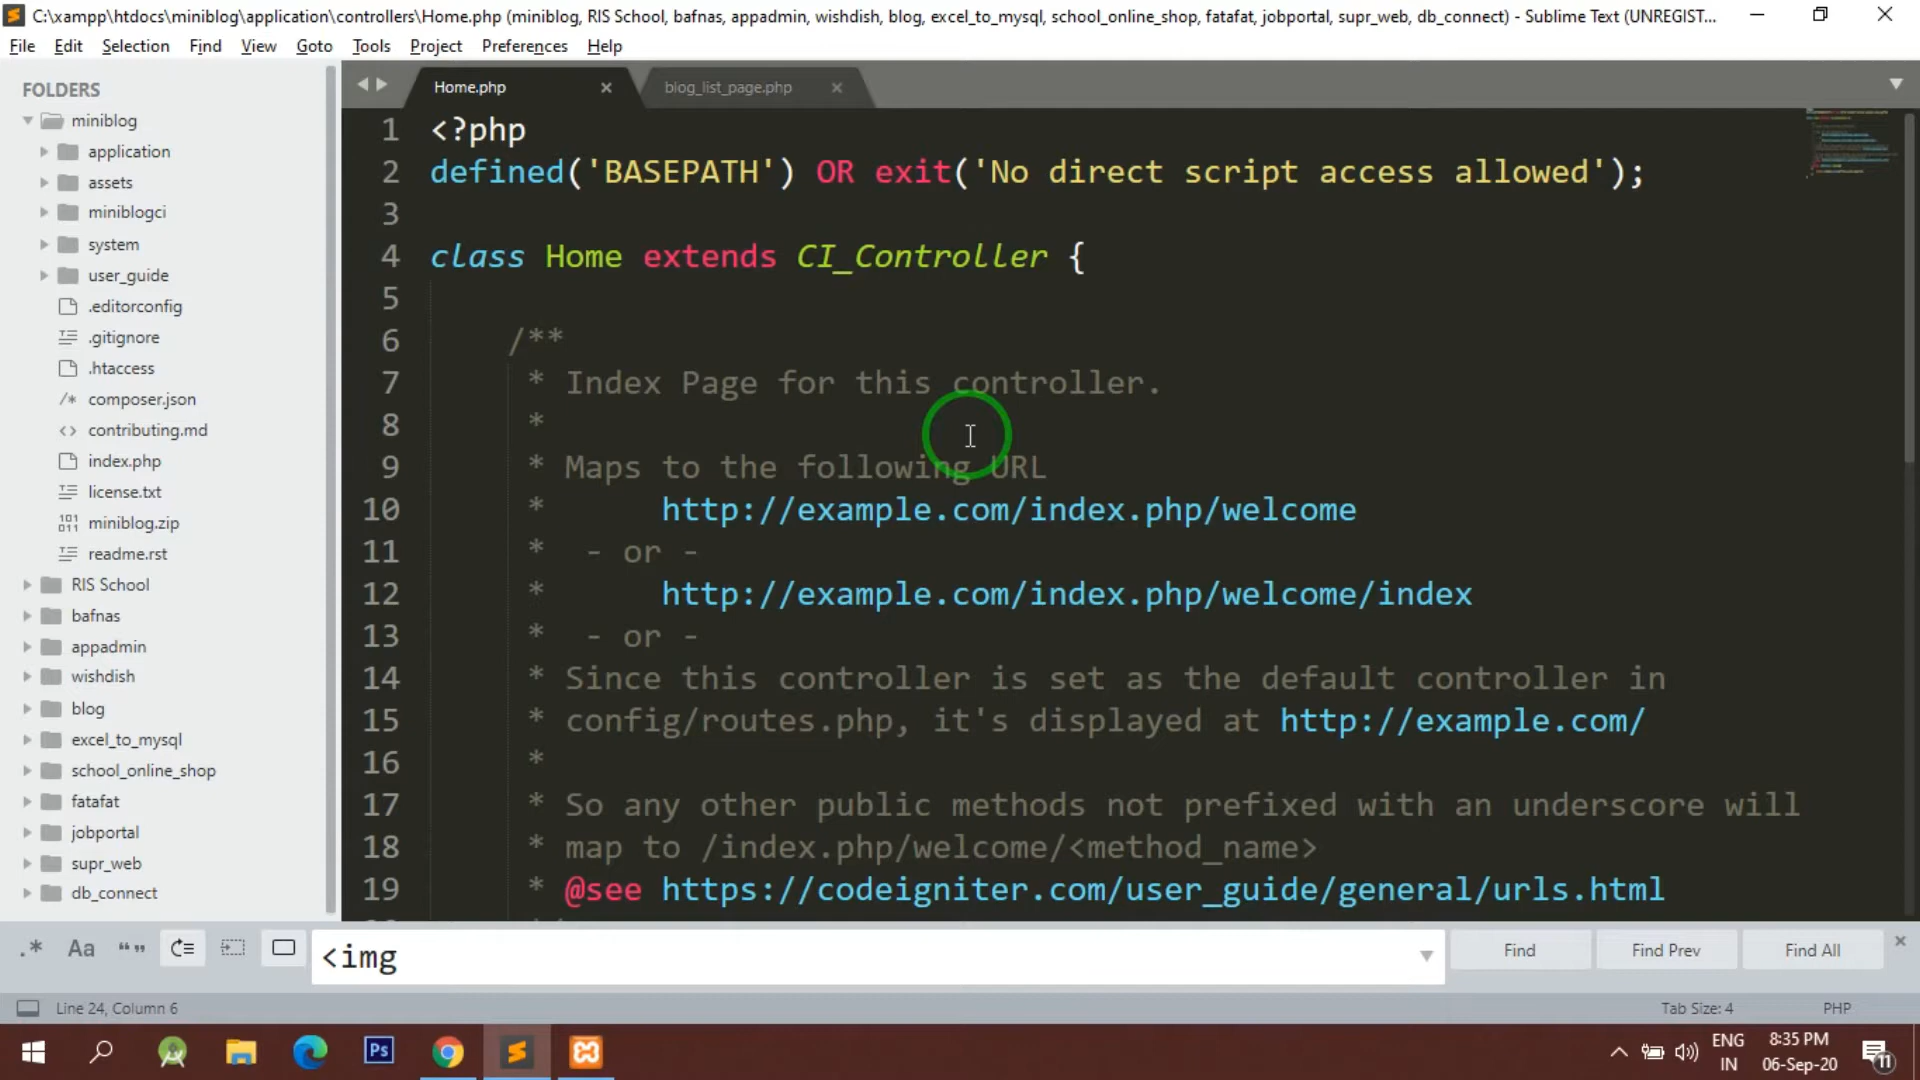 C:\xampp\htdocs\miniblog\application\controllers\Home.php (miniblog, RIS School, bafnas, appadmin, wishdish, blog, excel_to_mysql, school_online_shop, fatafat, jobportal, supr_web, db_connect) - Sublime Text (UNREGIST...
File Edit Selection Find View Goto Tools Project Preferences Help
FOLDERS
miniblog
application
assets
miniblogci
system
user_guide
.editorconfig
.gitignore
.htaccess
/* composer.json
<> contributing.md
index.php
license.txt
miniblog.zip
readme.rst
RIS School
bafnas
appadmin
wishdish
blog
excel_to_mysql
school_online_shop
fatafat
jobportal
supr_web
db_connect
Home.php blog_list_page.php
1 <?php
2 defined('BASEPATH') OR exit('No direct script access allowed');
3
4 class Home extends CI_Controller {
5
6 /**
7 * Index Page for this controller.
8 *
9 * Maps to the following URL
10 * http://example.com/index.php/welcome
11 * - or -
12 * http://example.com/index.php/welcome/index
13 * - or -
14 * Since this controller is set as the default controller in
15 * config/routes.php, it's displayed at http://example.com/
16 *
17 * So any other public methods not prefixed with an underscore will
18 * map to /index.php/welcome/<method_name>
19 * @see https://codeigniter.com/user_guide/general/urls.html
.* Aa “” <img Find Find Prev Find All
Line 24, Column 6 Tab Size: 4 PHP
Ps
ENG
IN
8:35 PM
06-Sep-20
11